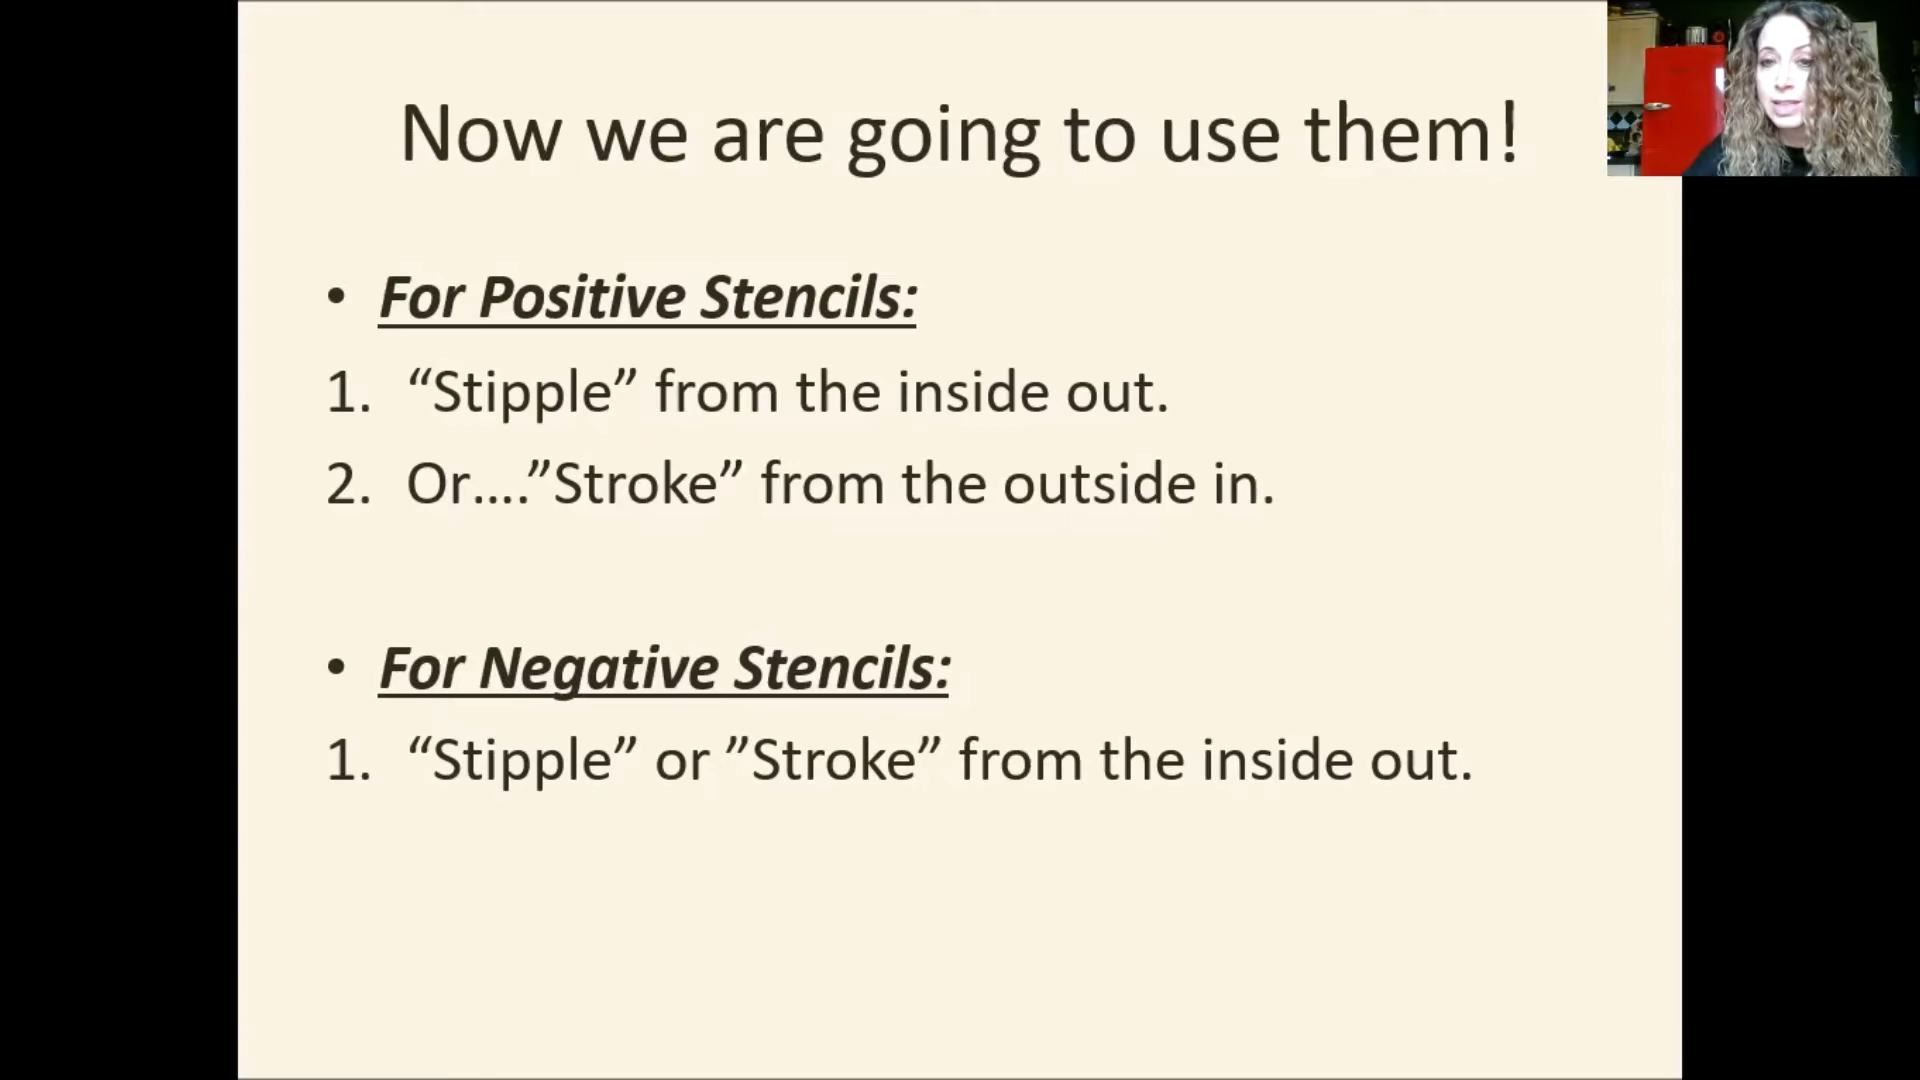 Now we are going to use them!
• For Positive Stencils:
1. “Stipple” from the inside out.
2. Or….”Stroke” from the outside in.
• For Negative Stencils:
1. “Stipple” or ”Stroke” from the inside out.